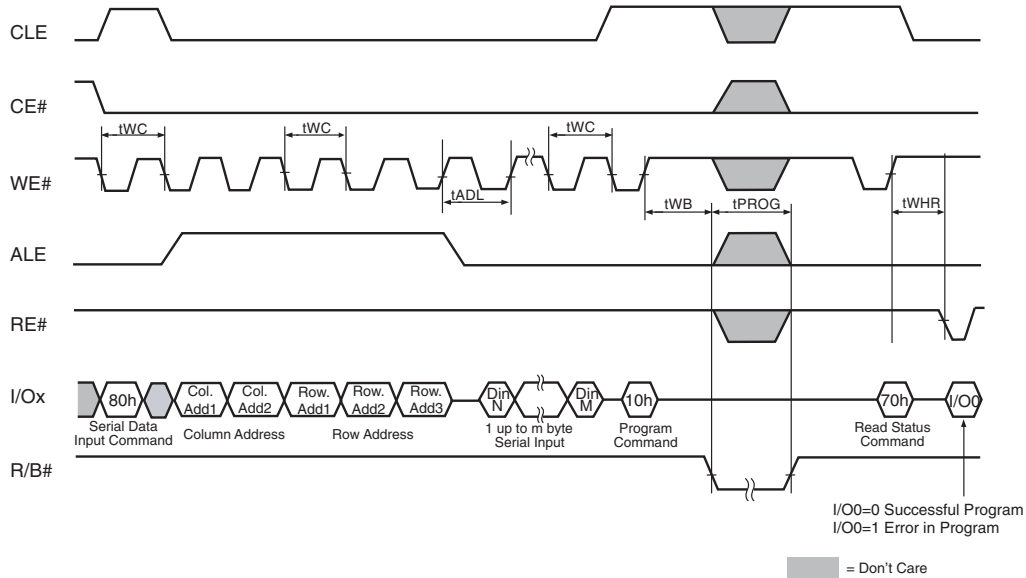 CLE
CE#
tWC
tWC
tWC
WE#
tADL
tWB
tPROG
tWHR
ALE
RE#
I/Ox
80h
Col.
Add1
Col.
Add2
Row.
Add1
Row.
Add2
Row.
Add3
Din
N
Din
M
10h
70h
I/O0
Serial Data
Input Command
Column Address
Row Address
1 up to m byte
Serial Input
Program
Command
Read Status
Command
R/B#
I/O0=0 Successful Program
I/O0=1 Error in Program
= Don't Care